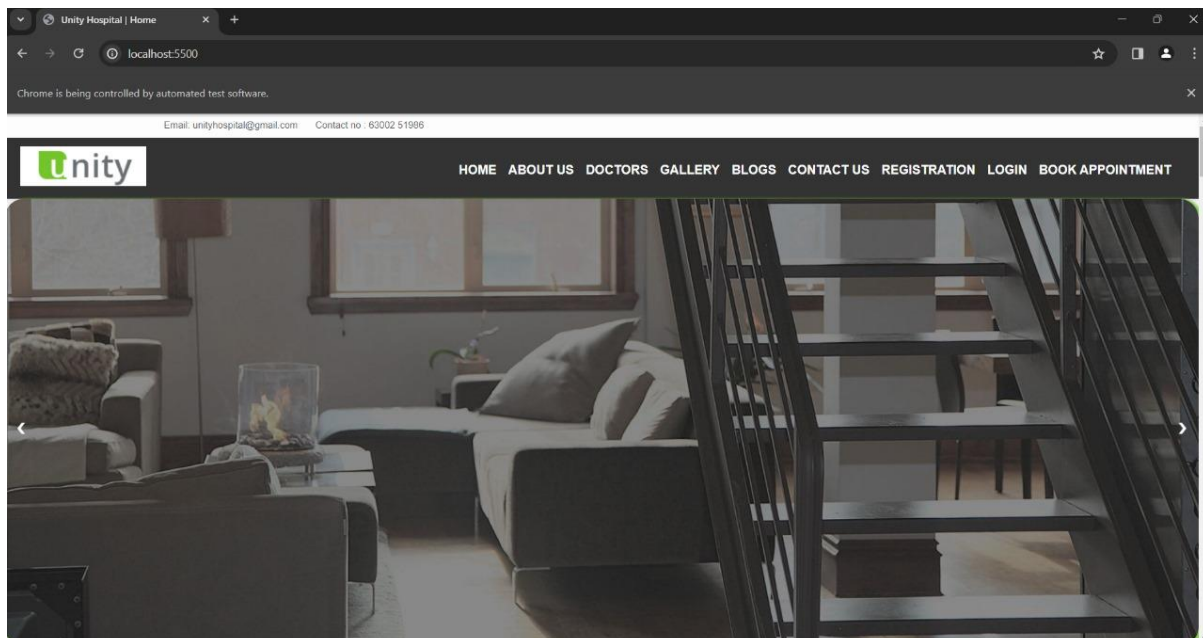 Unity Hospital | Home
localhost:5500
Chrome is being controlled by automated test software.
Email: unityhospital@gmail.com Contact no : 63002 51986
unity
HOME ABOUT US DOCTORS GALLERY BLOGS CONTACT US REGISTRATION LOGIN BOOK APPOINTMENT